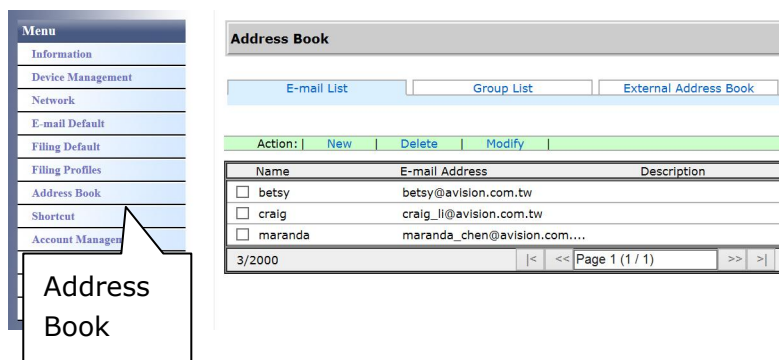 Menu
Information
Device Management
Network
E-mail Default
Filing Default
Filing Profiles
Address Book
Shortcut
Account Managem
Address
Book
Address Book
E-mail List Group List External Address Book
Action: | New | Delete | Modify |
Name E-mail Address Description
betsy betsy@avision.com.tw
craig craig_li@avision.com.tw
maranda maranda_chen@avision.com....
3/2000 |< << Page 1 (1 / 1) >> >|